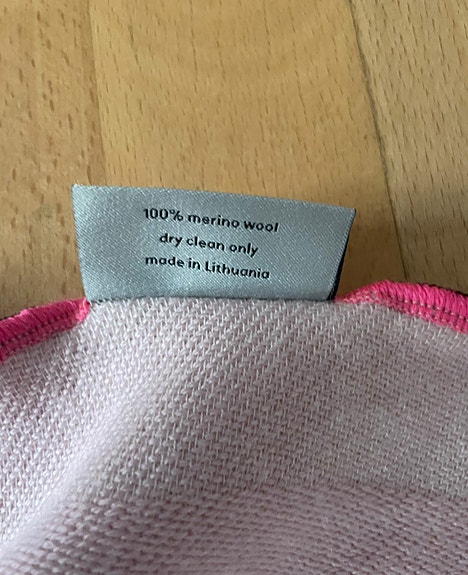 100% merino wool
dry clean only
made in Lithuania